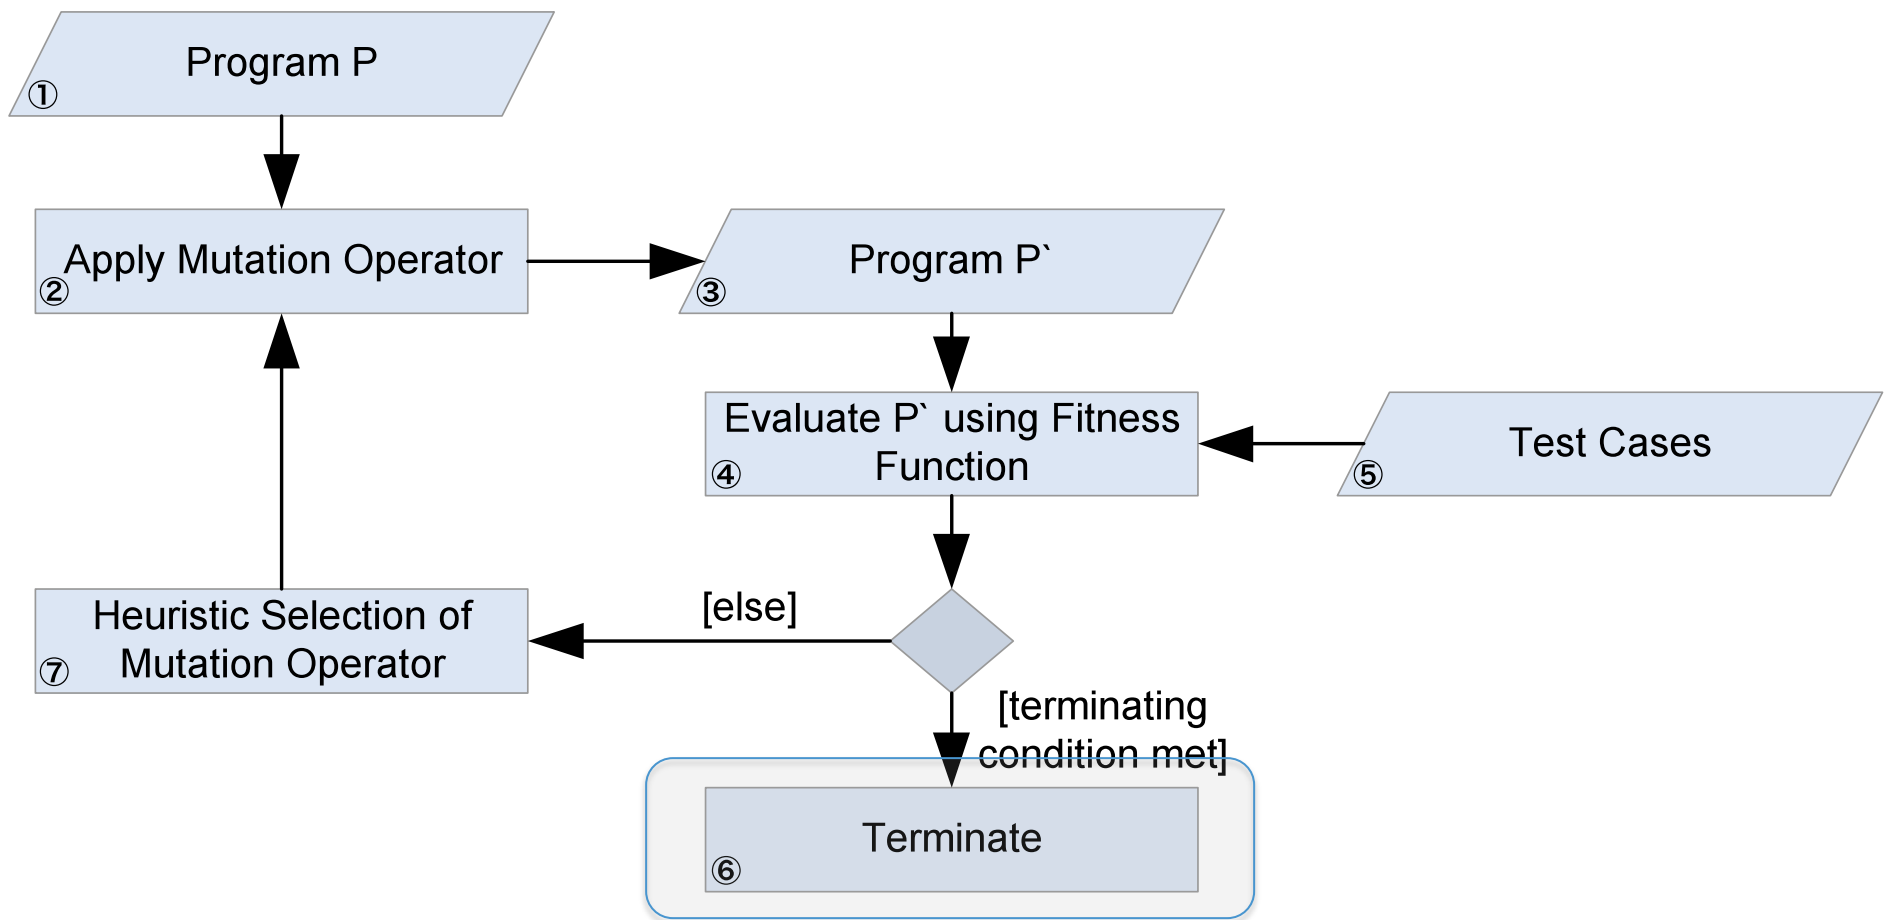 Program P
①
Apply Mutation Operator
②
Program P`
③
Evaluate P` using Fitness
Function
④
Test Cases
⑤
[else]
Heuristic Selection of
Mutation Operator
⑦
[terminating
condition met]
Terminate
⑥